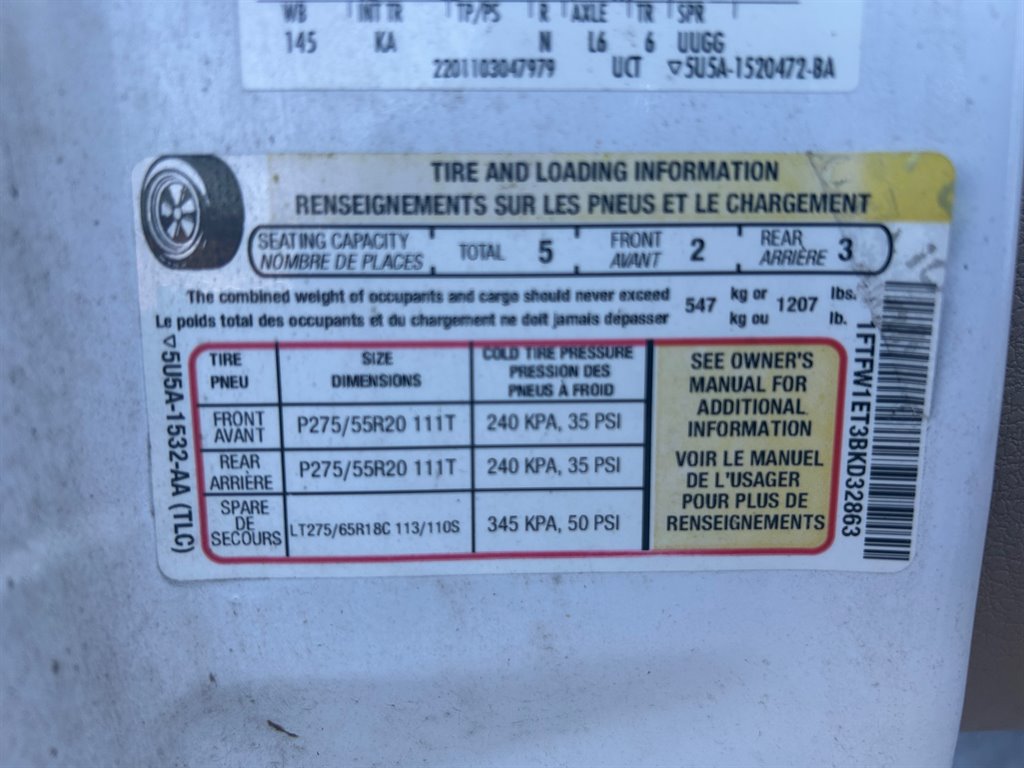 WB INT TR TP/PS R AXLE TR SPR
145 KA N L6 6 UUGG
2201103047979 UCT ▽5U5A-1520472-BA
TIRE AND LOADING INFORMATION
RENSEIGNEMENTS SUR LES PNEUS ET LE CHARGEMENT
SEATING CAPACITY
NOMBRE DE PLACES
TOTAL 5
FRONT
AVANT
2
REAR
ARRIÈRE
3
The combined weight of occupants and cargo should never exceed 547 kg or 1207 lbs.
Le poids total des occupants et du chargement ne doit jamais dépasser kg ou lb.
TIRE
PNEU
SIZE
DIMENSIONS
COLD TIRE PRESSURE
PRESSION DES
PNEUS À FROID
FRONT
AVANT
P275/55R20 111T
240 KPA, 35 PSI
REAR
ARRIÈRE
P275/55R20 111T
240 KPA, 35 PSI
SPARE
DE
SECOURS
LT275/65R18C 113/110S
345 KPA, 50 PSI
SEE OWNER'S
MANUAL FOR
ADDITIONAL
INFORMATION
VOIR LE MANUEL
DE L'USAGER
POUR PLUS DE
RENSEIGNEMENTS
▽5U5A-1532-AA (TLC)
1FTFW1ET3BKD32863